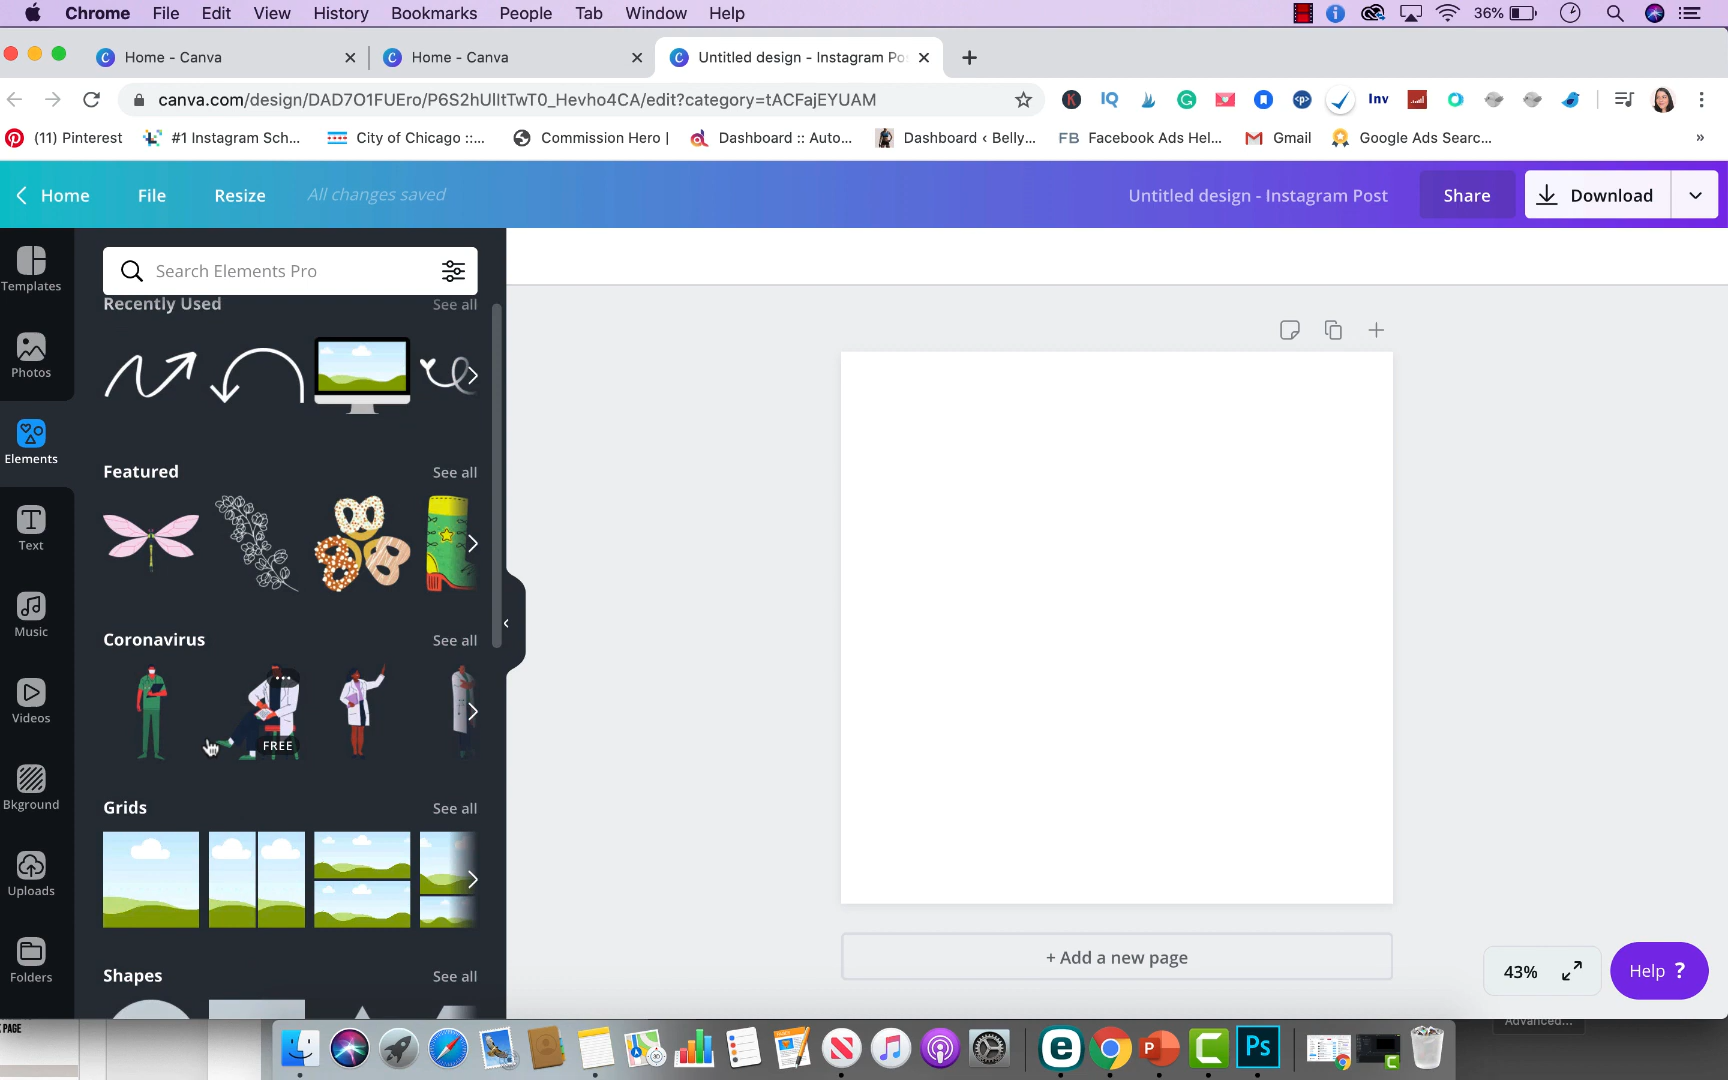 Chrome File Edit View History Bookmarks People Tab Window Help 36%
Home - Canva Home - Canva Untitled design - Instagram Po
canva.com/design/DAD7O1FUEro/P6S2hUlItTwT0_Hevho4CA/edit?category=tACFajEYUAM IQ <p> Inv
(11) Pinterest #1 Instagram Sch... City of Chicago ::... Commission Hero | Dashboard :: Auto... Dashboard ‹ Belly... FB Facebook Ads Hel... Gmail Google Ads Searc... »
Home File Resize All changes saved Untitled design - Instagram Post Share Download
Search Elements Pro
Templates
Recently Used See all
Photos
Elements
Featured See all
Text
Music
Coronavirus See all
Videos
FREE
Bkground
Grids See all
Uploads
Folders
Shapes See all
+ Add a new page
43%
Help ?
Advanced...
PAGE
Ps